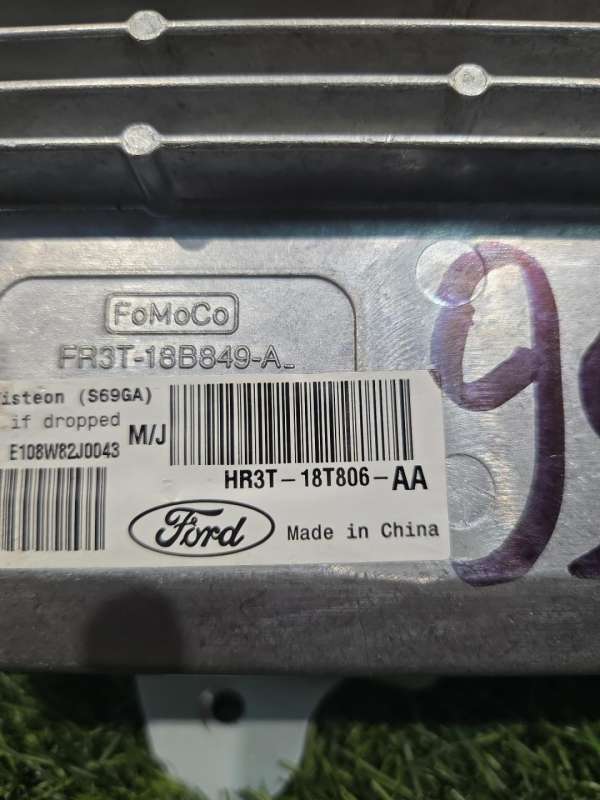 FoMoCo
FR3T-18B849-A
isteon (S69GA)
if dropped
M/J
E108W82J0043
HR3T-18T806-AA
Ford
Made in China